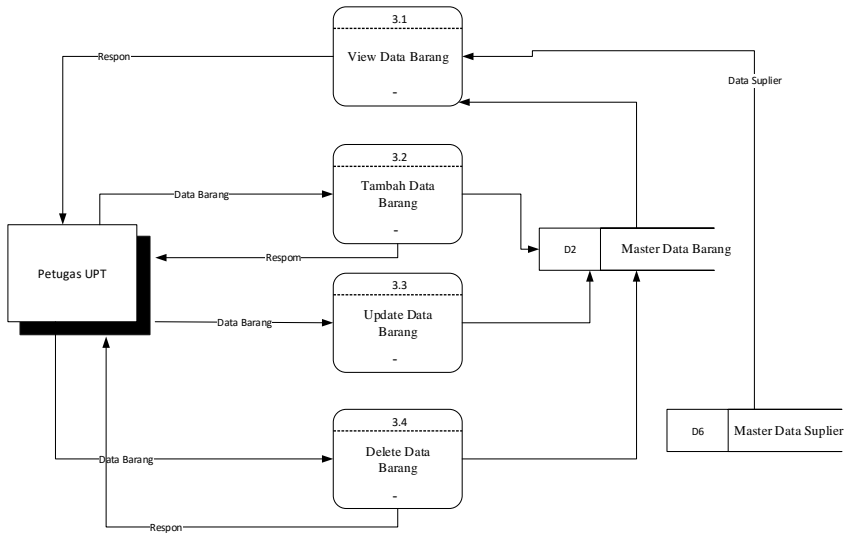 3.1
View Data Barang
-
Respon
Data Suplier
3.2
Tambah Data
Barang
-
Data Barang
Respom
D2
Master Data Barang
Petugas UPT
3.3
Update Data
Barang
-
Data Barang
3.4
Delete Data
Barang
-
Data Barang
Respon
D6
Master Data Suplier